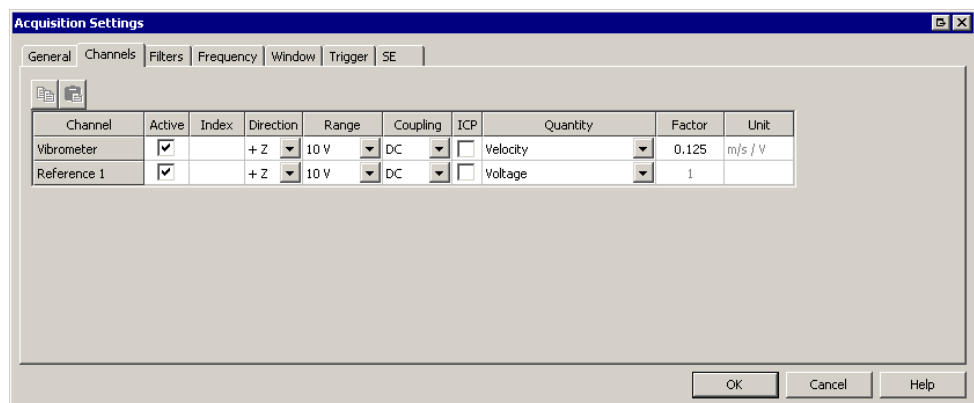 Acquisition Settings
General Channels Filters Frequency Window Trigger SE
Channel Active Index Direction Range Coupling ICP Quantity Factor Unit
Vibrometer + Z 10 V DC Velocity 0.125 m/s / V
Reference 1 + Z 10 V DC Voltage 1
OK Cancel Help